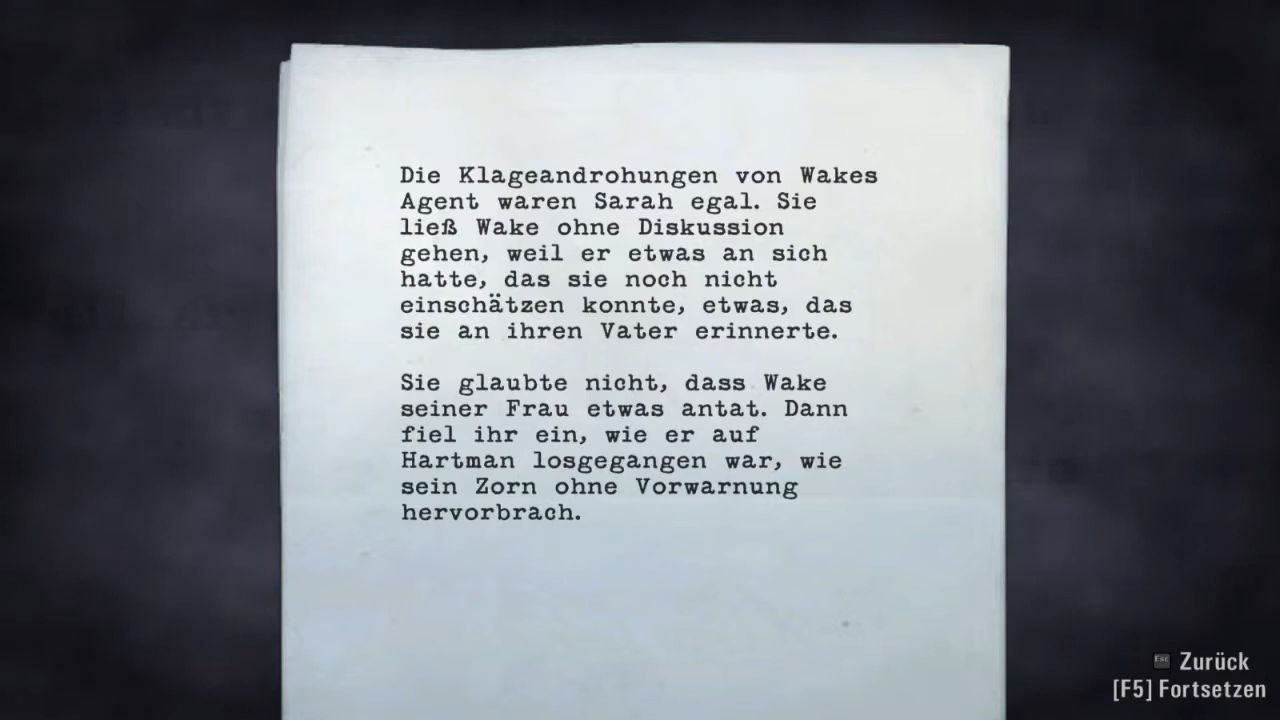 Die Klageandrohungen von Wakes
Agent waren Sarah egal. Sie
ließ Wake ohne Diskussion
gehen, weil er etwas an sich
hatte, das sie noch nicht
einschätzen konnte, etwas, das
sie an ihren Vater erinnerte.
Sie glaubte nicht, dass Wake
seiner Frau etwas antat. Dann
fiel ihr ein, wie er auf
Hartman losgegangen war, wie
sein Zorn ohne Vorwarnung
hervorbrach.
Esc Zurück
[F5] Fortsetzen